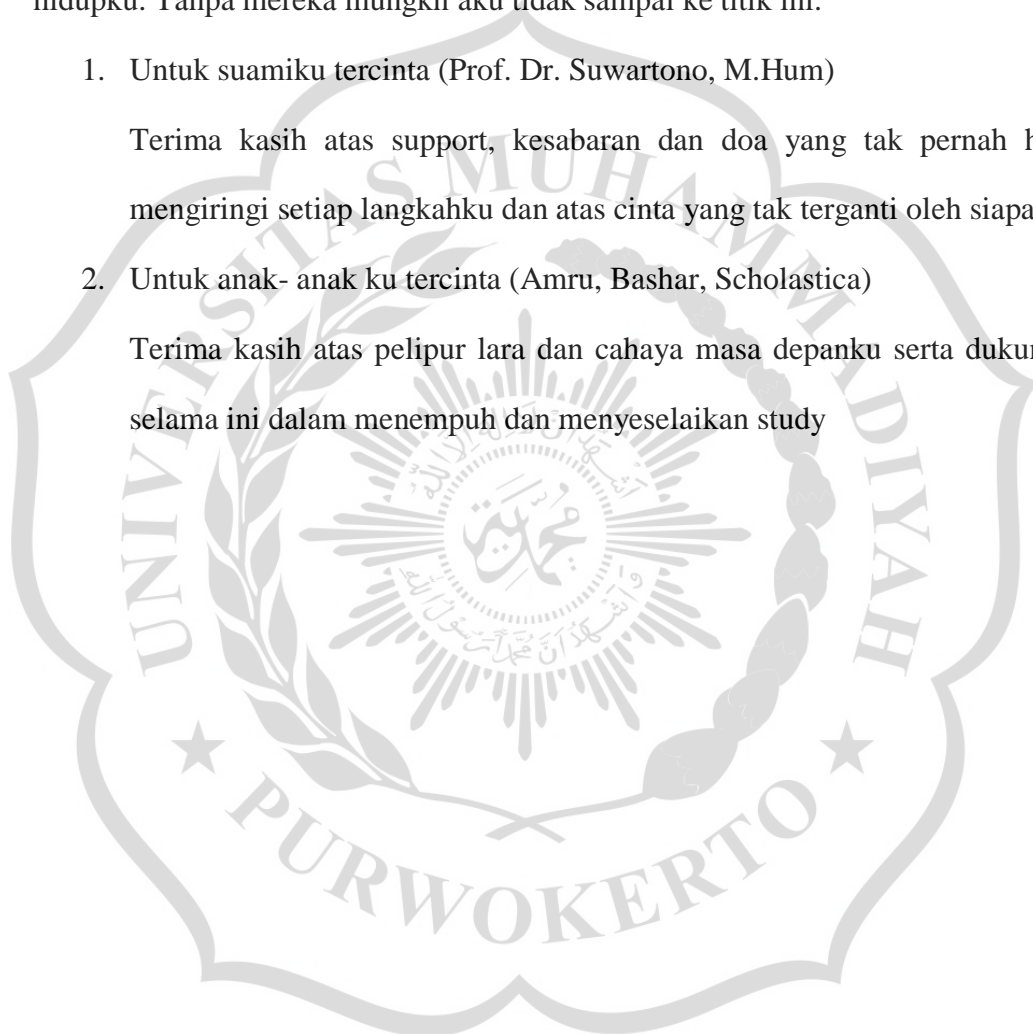 hidupku. Tanpa mereka mungkil aku tidak sampai ke titik ini.
1. Untuk suamiku tercinta (Prof. Dr. Suwartono, M.Hum)
Terima kasih atas support, kesabaran dan doa yang tak pernah
mengiringi setiap langkahku dan atas cinta yang tak terganti oleh siapa
2. Untuk anak- anak ku tercinta (Amru, Bashar, Scholastica)
Terima kasih atas pelipur lara dan cahaya masa depanku serta
selama ini dalam menempuh dan menyeselaikan study
UNIVERSITAS MUHAMMADIYAH
PURWOKERTO